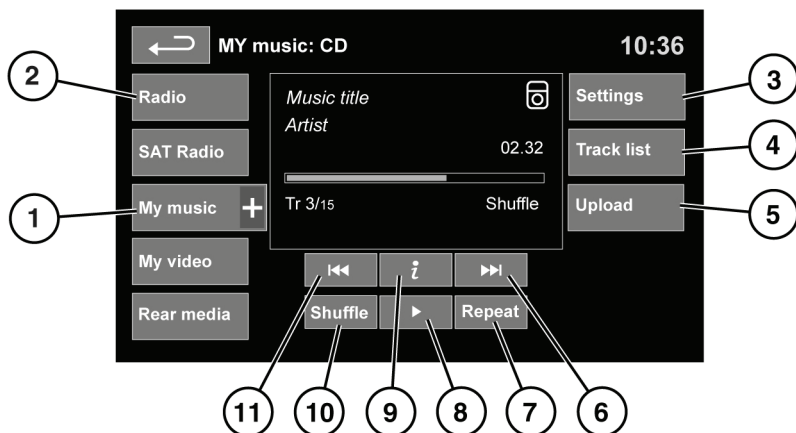 MY music: CD
10:36
2
Radio
Music title
Artist
Settings
3
SAT Radio
02.32
Track list
4
1
My music +
Tr 3/15
Shuffle
Upload
5
My video
i
Rear media
Shuffle
Repeat
11
10
9
8
7
6